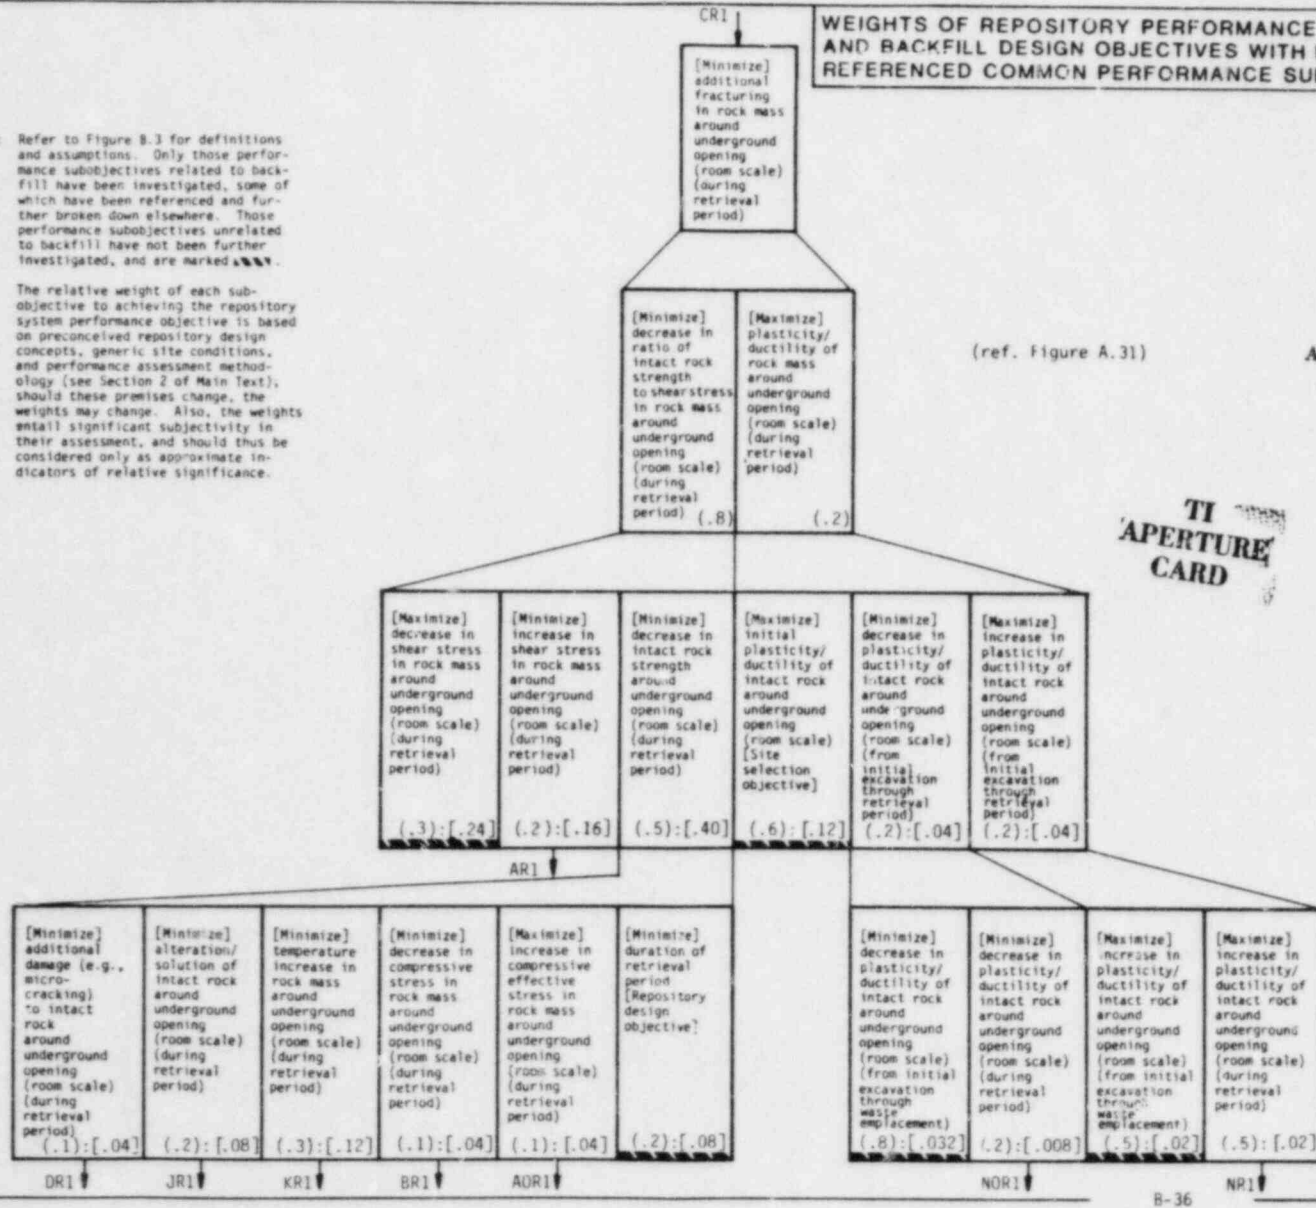 CR1
WEIGHTS OF REPOSITORY PERFORMANCE
AND BACKFILL DESIGN OBJECTIVES WITH
REFERENCED COMMON PERFORMANCE
[Minimize]
additional
fracturing
in rock mass
around
underground
opening
(room scale)
(during
retrieval
period)
Refer to Figure B.3 for definitions
and assumptions. Only those perfor-
mance subobjectives related to back-
fill have been investigated, some of
which have been referenced and fur-
ther broken down elsewhere. Those
performance subobjectives unrelated
to backfill have not been further
investigated, and are marked
The relative weight of each sub-
objective to achieving the repository
system performance objective is based
on preconceived repository design
concepts, generic site conditions,
and performance assessment method-
ology (see Section 2 of Main Text),
should these premises change, the
weights may change. Also, the weights
entail significant subjectivity in
their assessment, and should thus be
considered only as approximate in-
dicators of relative significance.
[Minimize]
decrease in
ratio of
intact rock
strength
to shear stress
in rock mass
around
underground
opening
(room scale)
(during
retrieval
period) (.8)
[Maximize]
plasticity/
ductility of
rock mass
around
underground
opening
(room scale)
(during
retrieval
period)
(.2)
(ref. Figure A.31)
A
TI
APERTURE
CARD
[Maximize]
decrease in
shear stress
in rock mass
around
underground
opening
(room scale)
(during
retrieval
period)
(.3):[.24]
[Minimize]
increase in
shear stress
in rock mass
around
underground
opening
(room scale)
(during
retrieval
period)
(.2):[.16]
[Minimize]
decrease in
intact rock
strength
around
underground
opening
(room scale)
(during
retrieval
period)
(.5):[.40]
[Maximize]
initial
plasticity/
ductility of
intact rock
around
underground
opening
(room scale)
[Site
selection
objective]
(.6):[.12]
[Minimize]
decrease in
plasticity/
ductility of
intact rock
around
underground
opening
(room scale)
(from
initial
excavation
through
retrieval
period)
(.2):[.04]
[Maximize]
increase in
plasticity/
ductility of
intact rock
around
underground
opening
(room scale)
(from
initial
excavation
through
retrieval
period)
(.2):[.04]
AR1
[Minimize]
additional
damage (e.g.,
micro-
cracking)
to intact
rock
around
underground
opening
(room scale)
(during
retrieval
period)
(.1):[.04]
[Minimize]
alteration/
solution of
intact rock
around
underground
opening
(room scale)
(during
retrieval
period)
(.2):[.08]
[Minimize]
temperature
increase in
rock mass
around
underground
opening
(room scale)
(during
retrieval
period)
(.3):[.12]
[Minimize]
decrease in
compressive
stress in
rock mass
around
underground
opening
(room scale)
(during
retrieval
period)
(.1):[.04]
[Maximize]
increase in
compressive
effective
stress in
rock mass
around
underground
opening
(room scale)
(during
retrieval
period)
(.1):[.04]
[Minimize]
duration of
retrieval
period
[Repository
design
objective]
(.2):[.08]
[Minimize]
decrease in
plasticity/
ductility of
intact rock
around
underground
opening
(room scale)
(from initial
excavation
through
waste
emplacement)
(.8):[.032]
[Minimize]
decrease in
plasticity/
ductility of
intact rock
around
underground
opening
(room scale)
(during
retrieval
period)
(.2):[.008]
[Maximize]
increase in
plasticity/
ductility of
intact rock
around
underground
opening
(room scale)
(from initial
excavation
through
waste
emplacement)
(.5):[.02]
[Maximize]
increase in
plasticity/
ductility of
intact rock
around
underground
opening
(room scale)
(during
retrieval
period)
(.5):[.02]
DR1
JR1
KR1
BR1
AOR1
NOR1
NR1
B-36